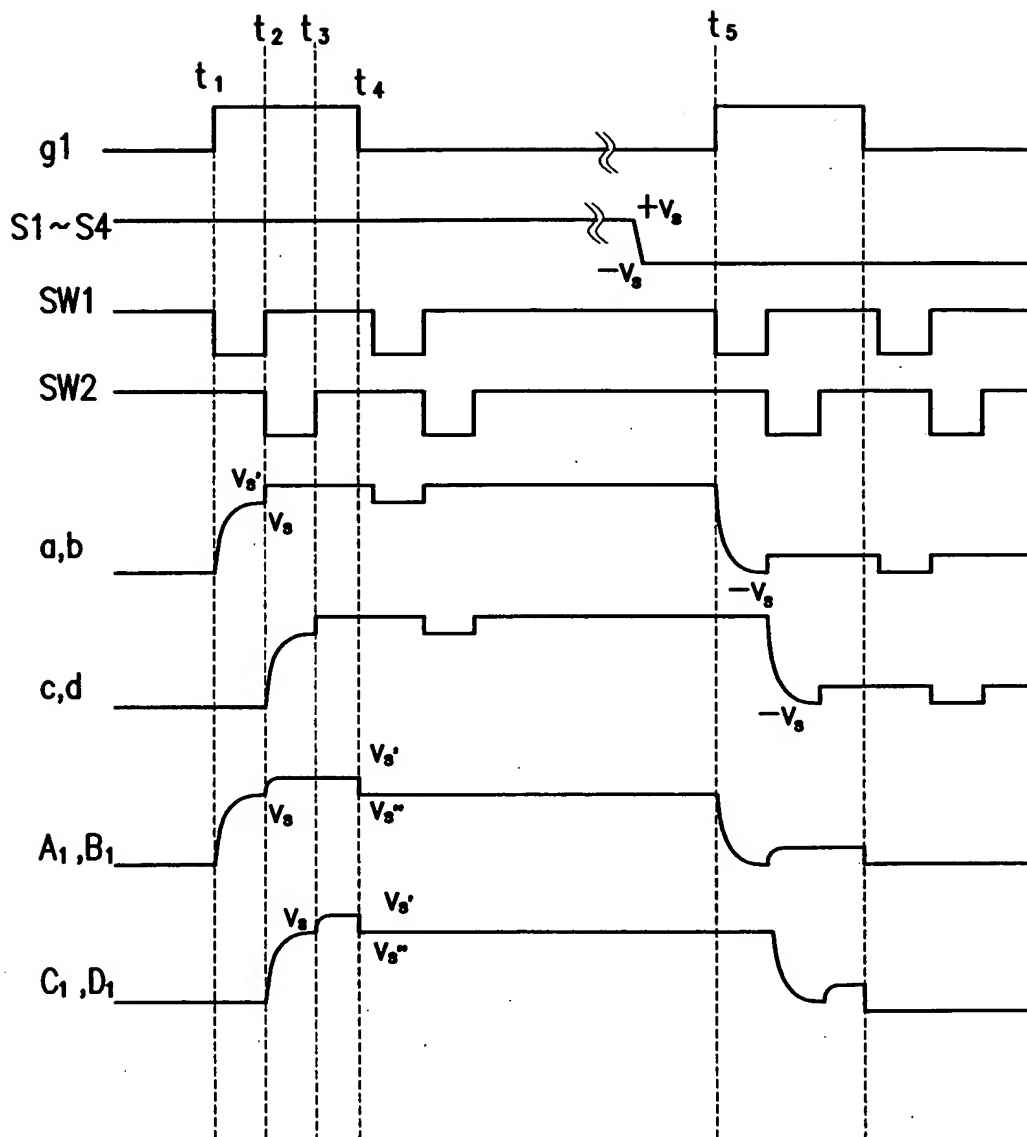 t₂ t₃ t₅
t₁ t₄
g1
S1~S4 +Vₛ
−Vₛ
SW1
SW2
Vₛ'
Vₛ
a,b
−Vₛ
c,d
−Vₛ
Vₛ'
Vₛ Vₛ"
A₁,B₁
Vₛ Vₛ'
Vₛ"
C₁,D₁